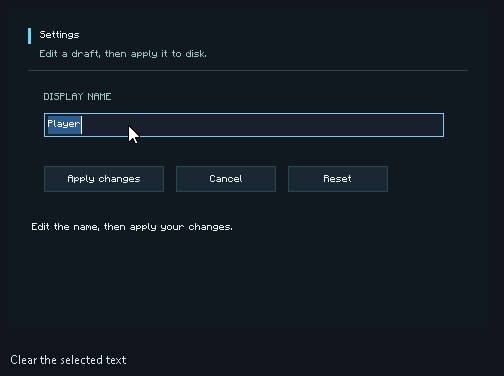 Settings
Edit a draft, then apply it to disk.
DISPLAY NAME
Player
Apply changes
Cancel
Reset
Edit the name, then apply your changes.
Clear the selected text